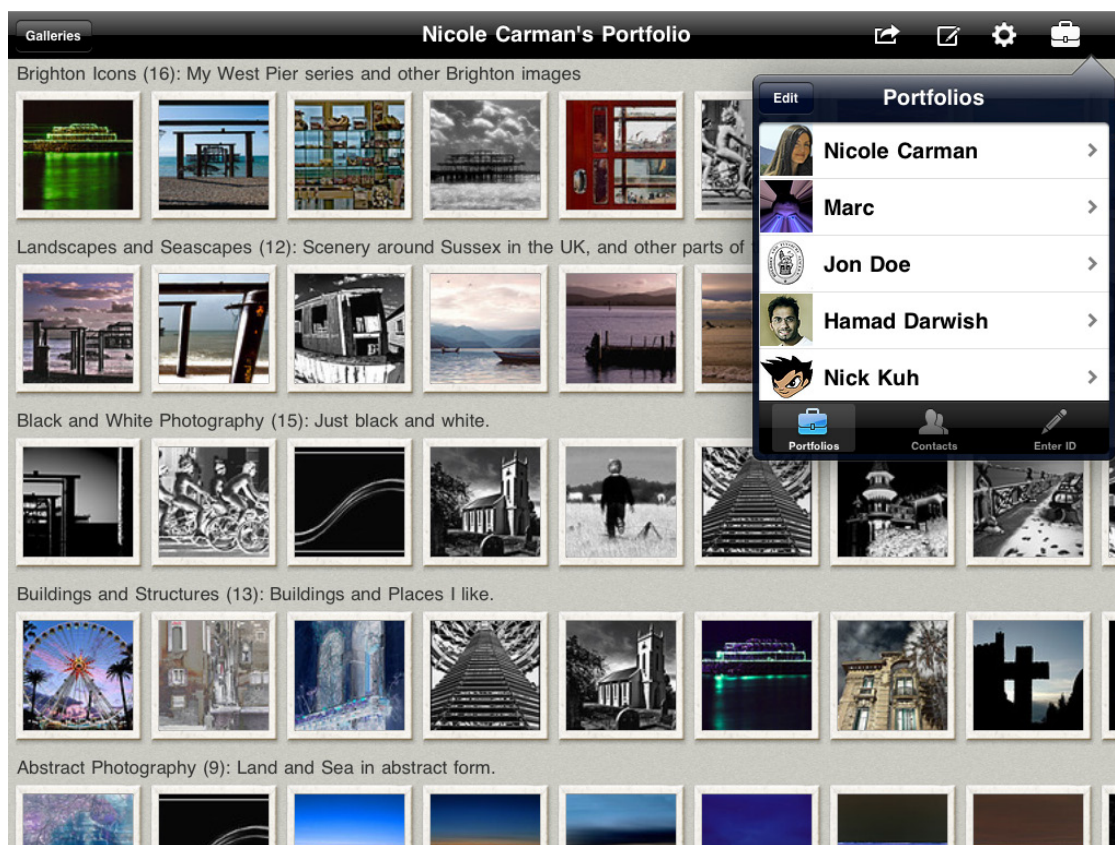 Galleries
Nicole Carman's Portfolio
Brighton Icons (16): My West Pier series and other Brighton images
Edit
Portfolios
Nicole Carman
Marc
Jon Doe
Hamad Darwish
Nick Kuh
Portfolios
Contacts
Enter ID
Landscapes and Seascapes (12): Scenery around Sussex in the UK, and other parts of
Black and White Photography (15): Just black and white.
Buildings and Structures (13): Buildings and Places I like.
Abstract Photography (9): Land and Sea in abstract form.